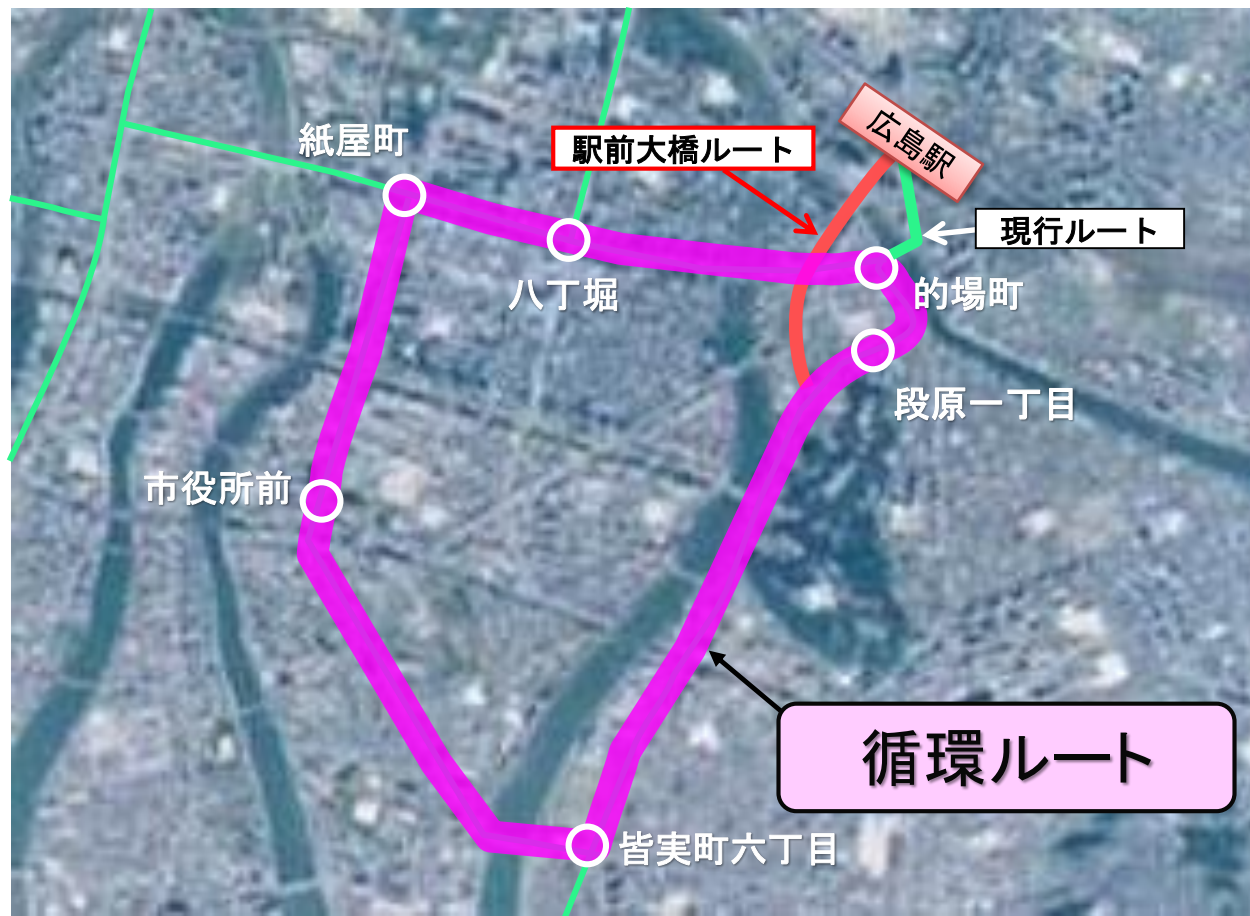 紙屋町
駅前大橋ルート
広島駅
現行ルート
八丁堀
的場町
段原一丁目
市役所前
循環ルート
皆実町六丁目